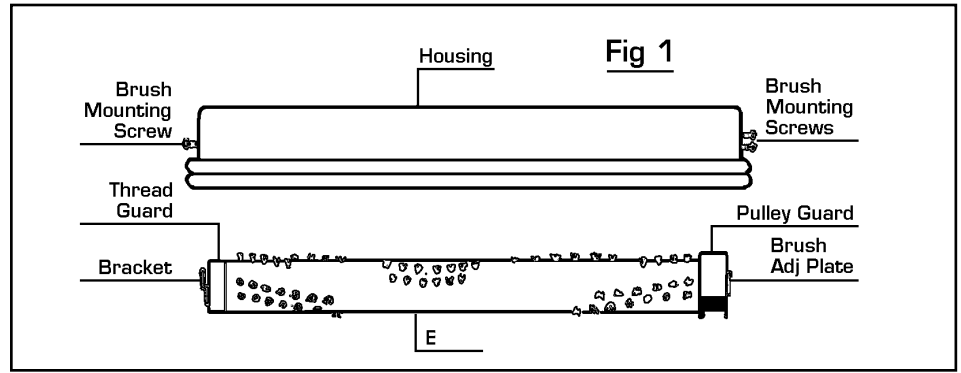 Fig 1
Housing
Brush
Mounting
Screw
Brush
Mounting
Screws
Thread
Guard
Pulley Guard
Bracket
Brush
Adj Plate
E